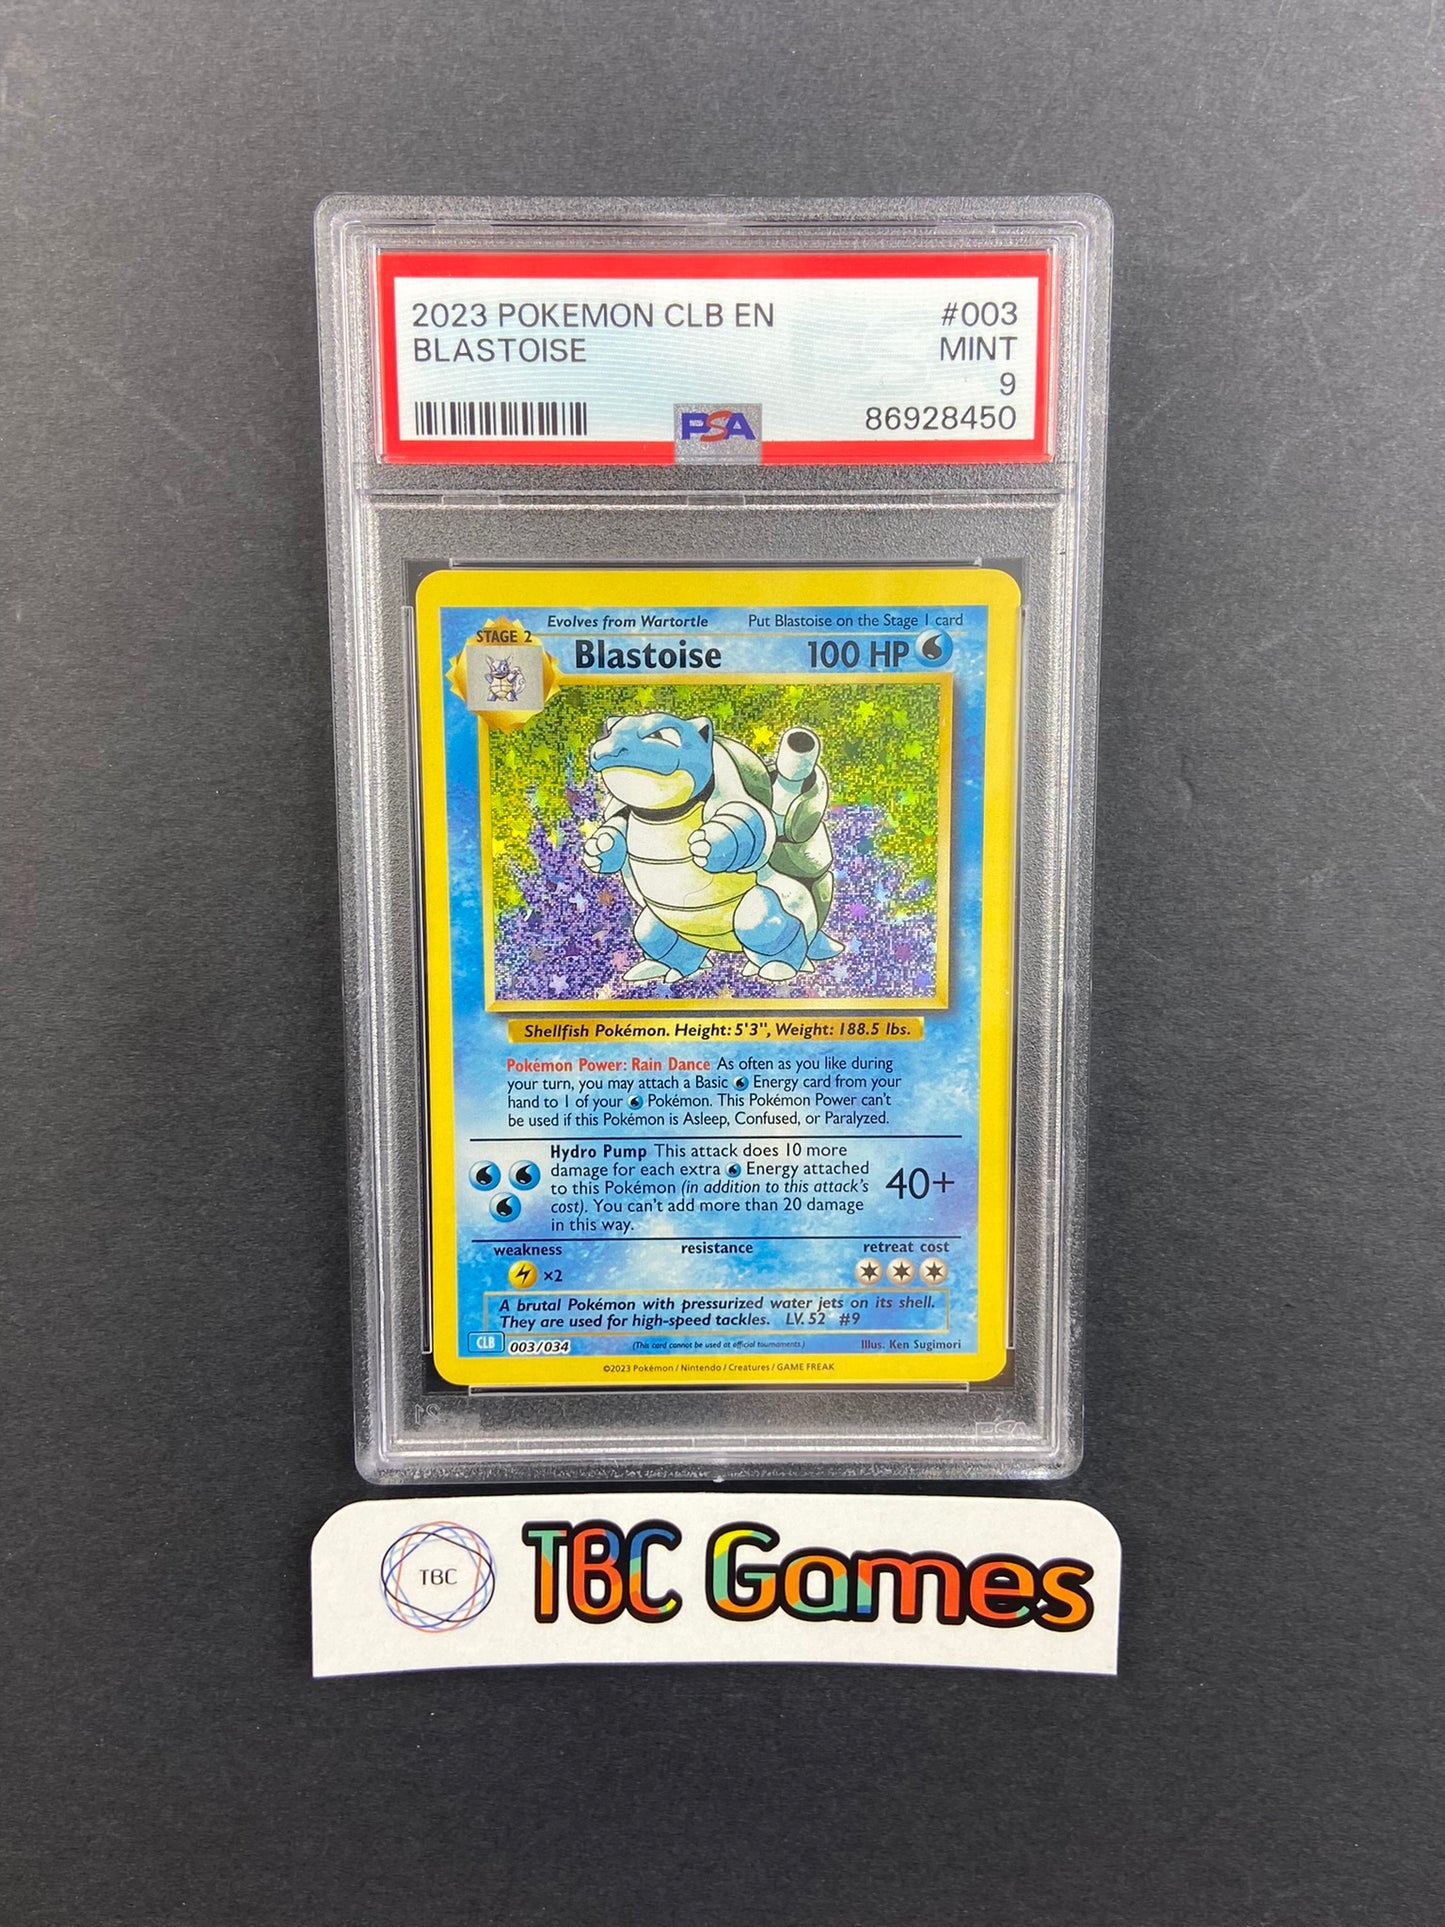 2023 POKEMON CLB EN #003
BLASTOISE MINT
9
PSA 86928450
Evolves from Wartortle Put Blastoise on the Stage 1 card
STAGE 2
Blastoise 100 HP
Shellfish Pokémon. Height: 5'3", Weight: 188.5 lbs.
Pokémon Power: Rain Dance As often as you like during
your turn, you may attach a Basic Energy card from your
hand to 1 of your Pokémon. This Pokémon Power can't
be used if this Pokémon is Asleep, Confused, or Paralyzed.
Hydro Pump This attack does 10 more
damage for each extra Energy attached
to this Pokémon (in addition to this attack's
cost). You can't add more than 20 damage
in this way.
40+
weakness resistance retreat cost
×2
A brutal Pokémon with pressurized water jets on its shell.
They are used for high-speed tackles. LV. 52 #9
CLB 003/034 (This card cannot be used at official tournaments.) Illus. Ken Sugimori
©2023 Pokémon / Nintendo / Creatures / GAME FREAK
TBC TBC Games